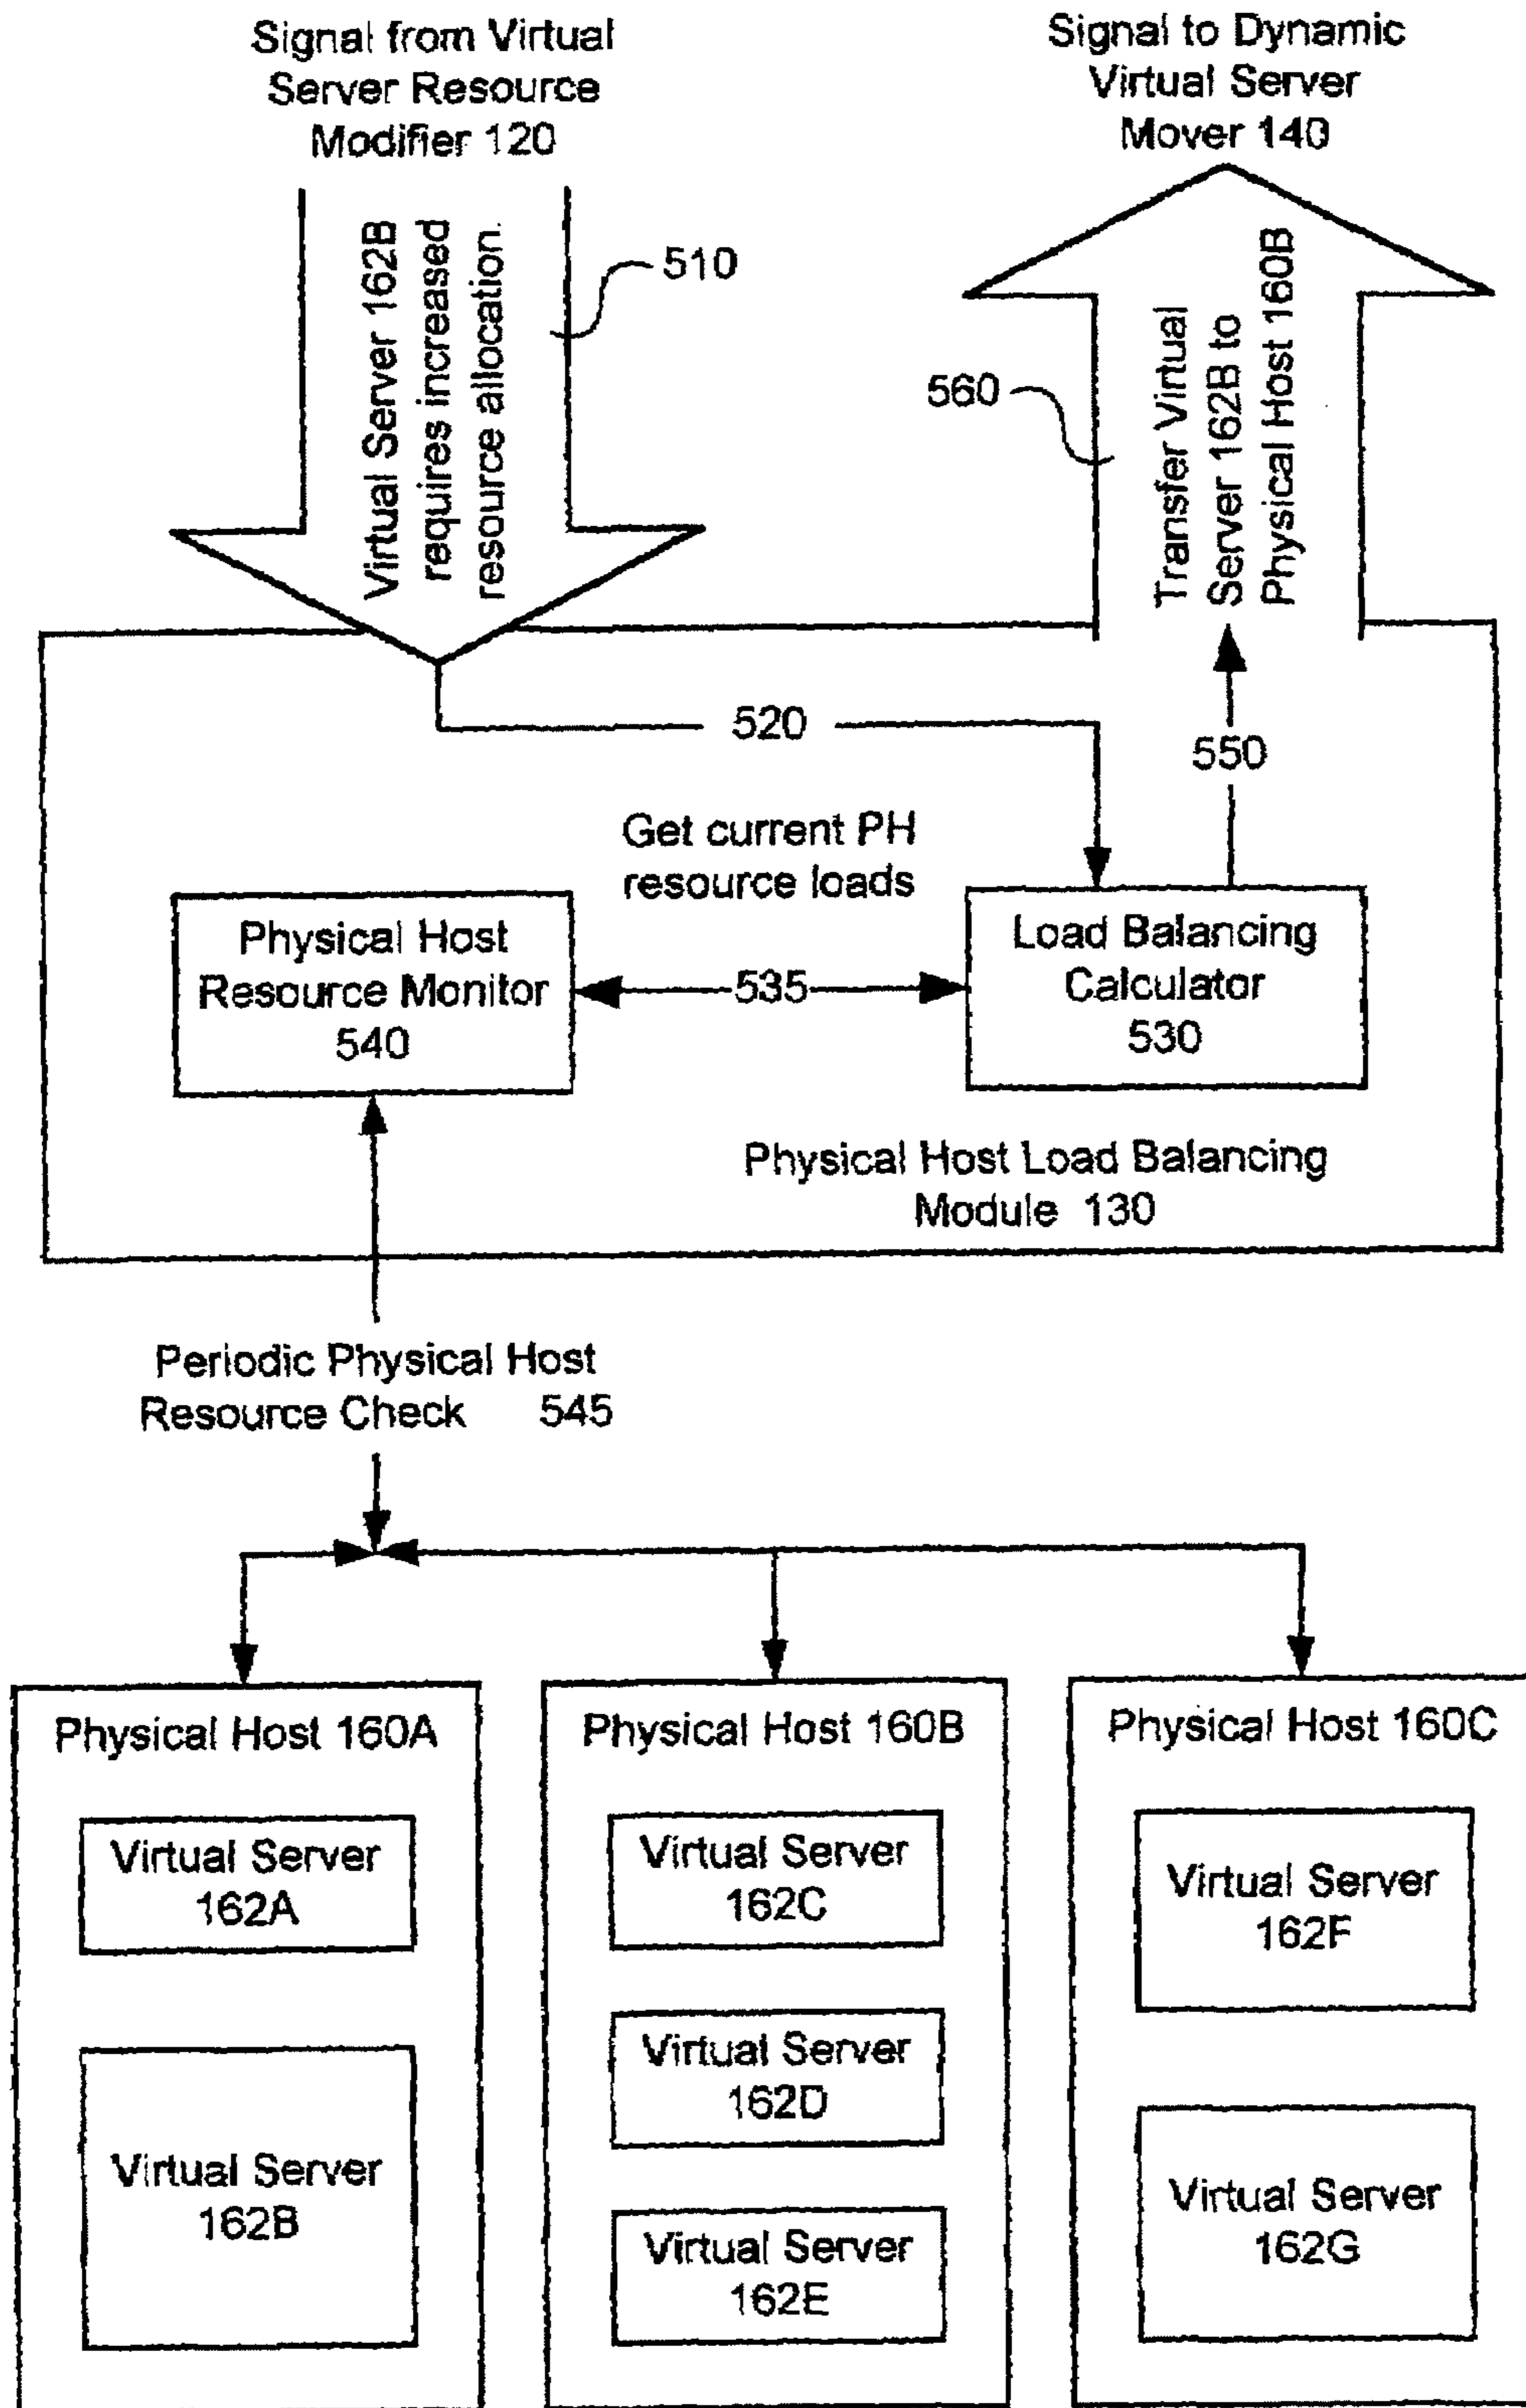 Signal from Virtual
Server Resource
Modifier 120
Signal to Dynamic
Virtual Server
Mover 140
Virtual Server 162B
requires increased
resource allocation.
510
Transfer Virtual
Server 162B to
Physical Host 160B
560
520
550
Get current PH
resource loads
Physical Host
Resource Monitor
540
535
Load Balancing
Calculator
530
Physical Host Load Balancing
Module 130
Periodic Physical Host
Resource Check 545
Physical Host 160A
Virtual Server
162A
Virtual Server
162B
Physical Host 160B
Virtual Server
162C
Virtual Server
162D
Virtual Server
162E
Physical Host 160C
Virtual Server
162F
Virtual Server
162G